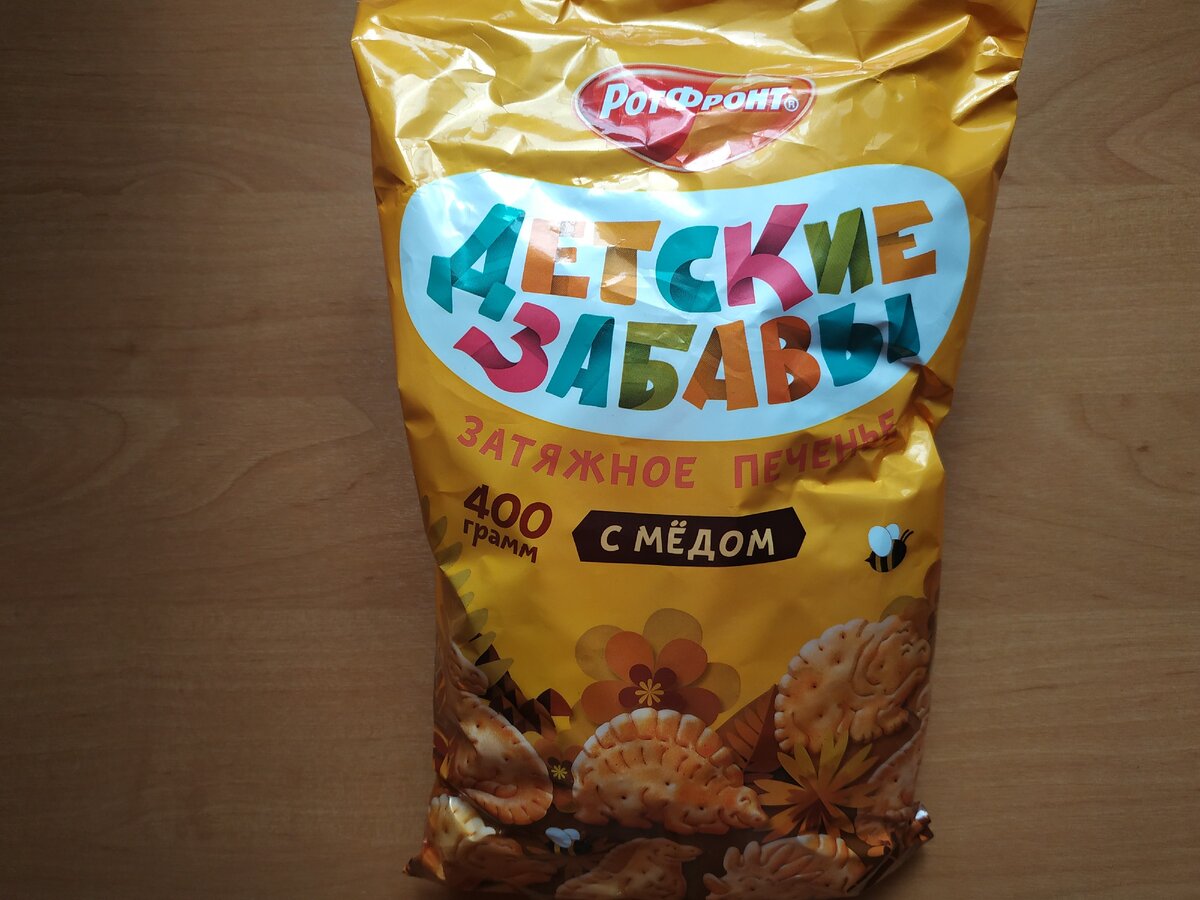 РотФронт®
ДЕТСКИЕ
ЗАБАВЫ
ЗАТЯЖНОЕ ПЕЧЕНЬЕ
400
грамм
С МЁДОМ